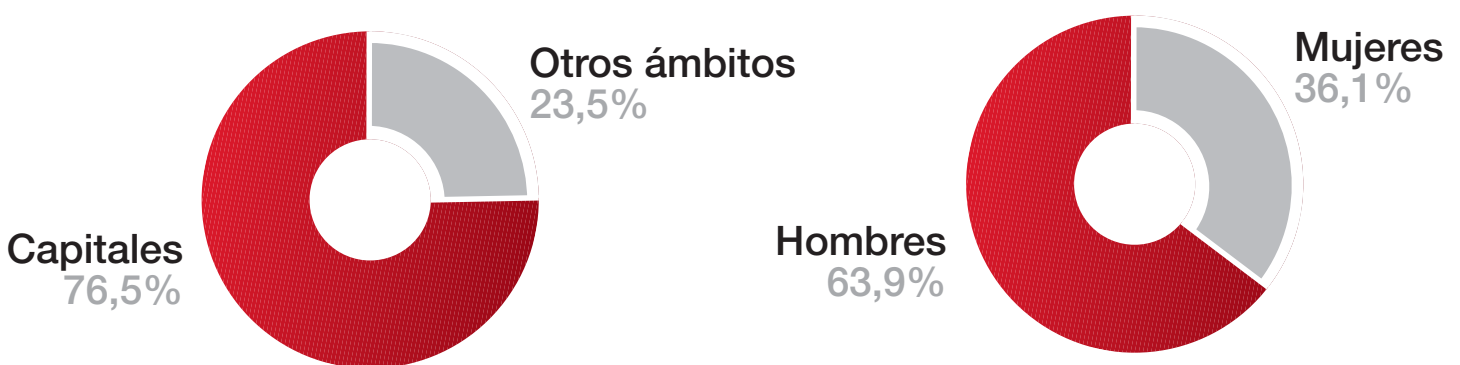 Otros ámbitos
23,5%
Capitales
76,5%
Mujeres
36,1%
Hombres
63,9%